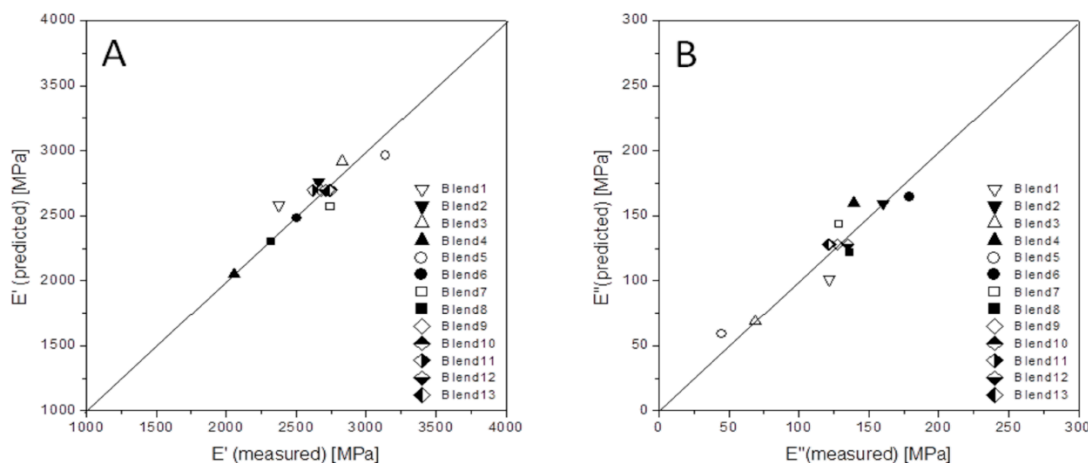 A
E' (predicted) [MPa]
4000
3500
3000
2500
2000
1500
1000
Blend1
Blend2
Blend3
Blend4
Blend5
Blend6
Blend7
Blend8
Blend9
Blend10
Blend11
Blend12
Blend13
1000 1500 2000 2500 3000 3500 4000
E' (measured) [MPa]
B
E"(predicted) [MPa]
300
250
200
150
100
50
0
Blend1
Blend2
Blend3
Blend4
Blend5
Blend6
Blend7
Blend8
Blend9
Blend10
Blend11
Blend12
Blend13
0 50 100 150 200 250 300
E"(measured) [MPa]